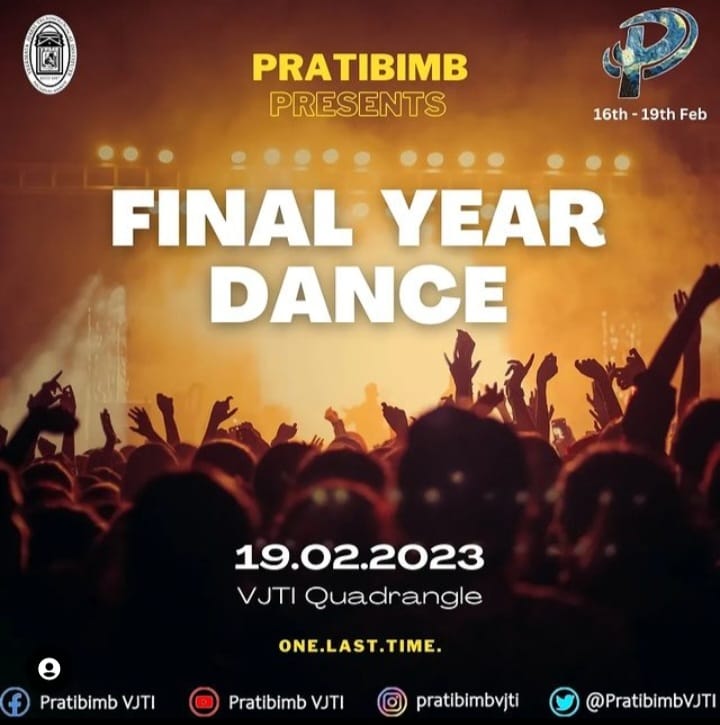 PRATIBIMB
PRESENTS
16th - 19th Feb
FINAL YEAR
DANCE
19.02.2023
VJTI Quadrangle
ONE.LAST.TIME.
Pratibimb VJTI
Pratibimb VJTI
pratibimbvjti
@PratibimbVJTI